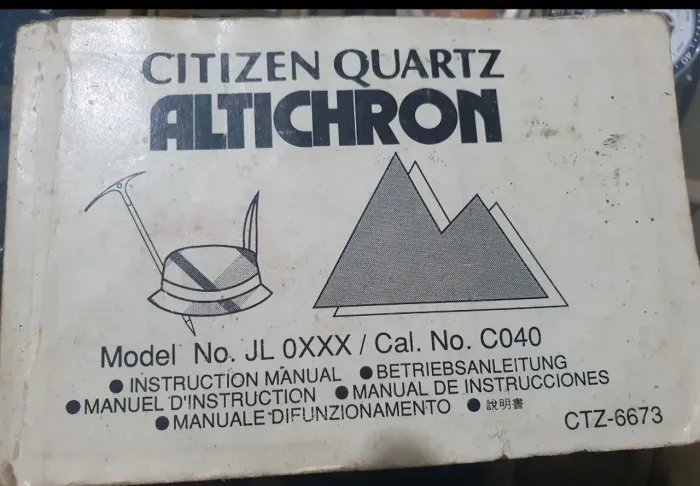 CITIZEN QUARTZ
ALTICHRON
Model No. JL 0XXX / Cal. No. C040
● INSTRUCTION MANUAL ● BETRIEBSANLEITUNG
● MANUEL D'INSTRUCTION ● MANUAL DE INSTRUCCIONES
● MANUALE DIFUNZIONAMENTO ● 說明書
CTZ-6673